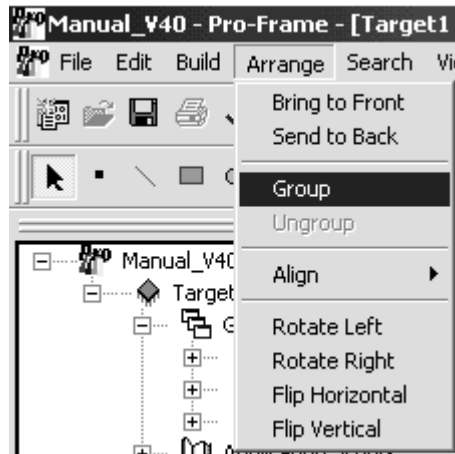 Manual_V40 - Pro-Frame - [Target1
File Edit Build Arrange Search Vi
Bring to Front
Send to Back
Group
Ungroup
Align
Rotate Left
Rotate Right
Flip Horizontal
Flip Vertical
Manual_V40
Target
G